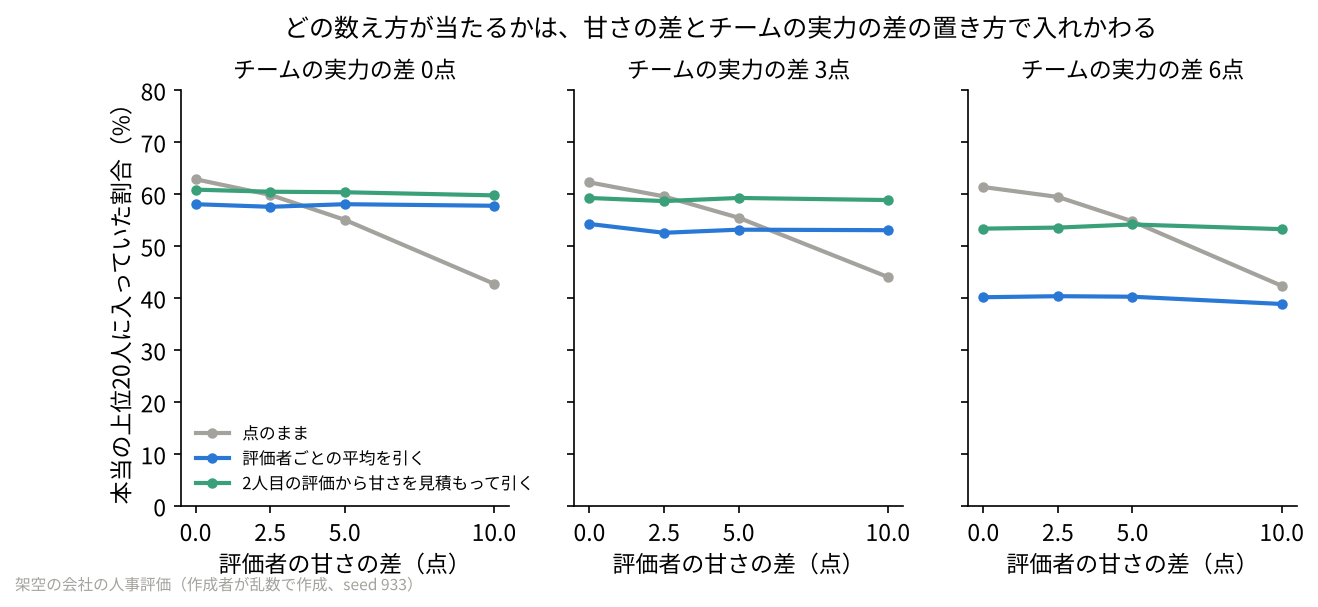 どの数え方が当たるかは、甘さの差とチームの実力の差の置き方で入れかわる
チームの実力の差 0点
チームの実力の差 3点
チームの実力の差 6点
本当の上位20人に入っていた割合（%）
80
70
60
50
40
30
20
10
0
点のまま
評価者ごとの平均を引く
2人目の評価から甘さを見積もって引く
0.0 2.5 5.0 10.0
0.0 2.5 5.0 10.0
0.0 2.5 5.0 10.0
評価者の甘さの差（点）
評価者の甘さの差（点）
評価者の甘さの差（点）
架空の会社の人事評価（作成者が乱数で作成、seed 933）